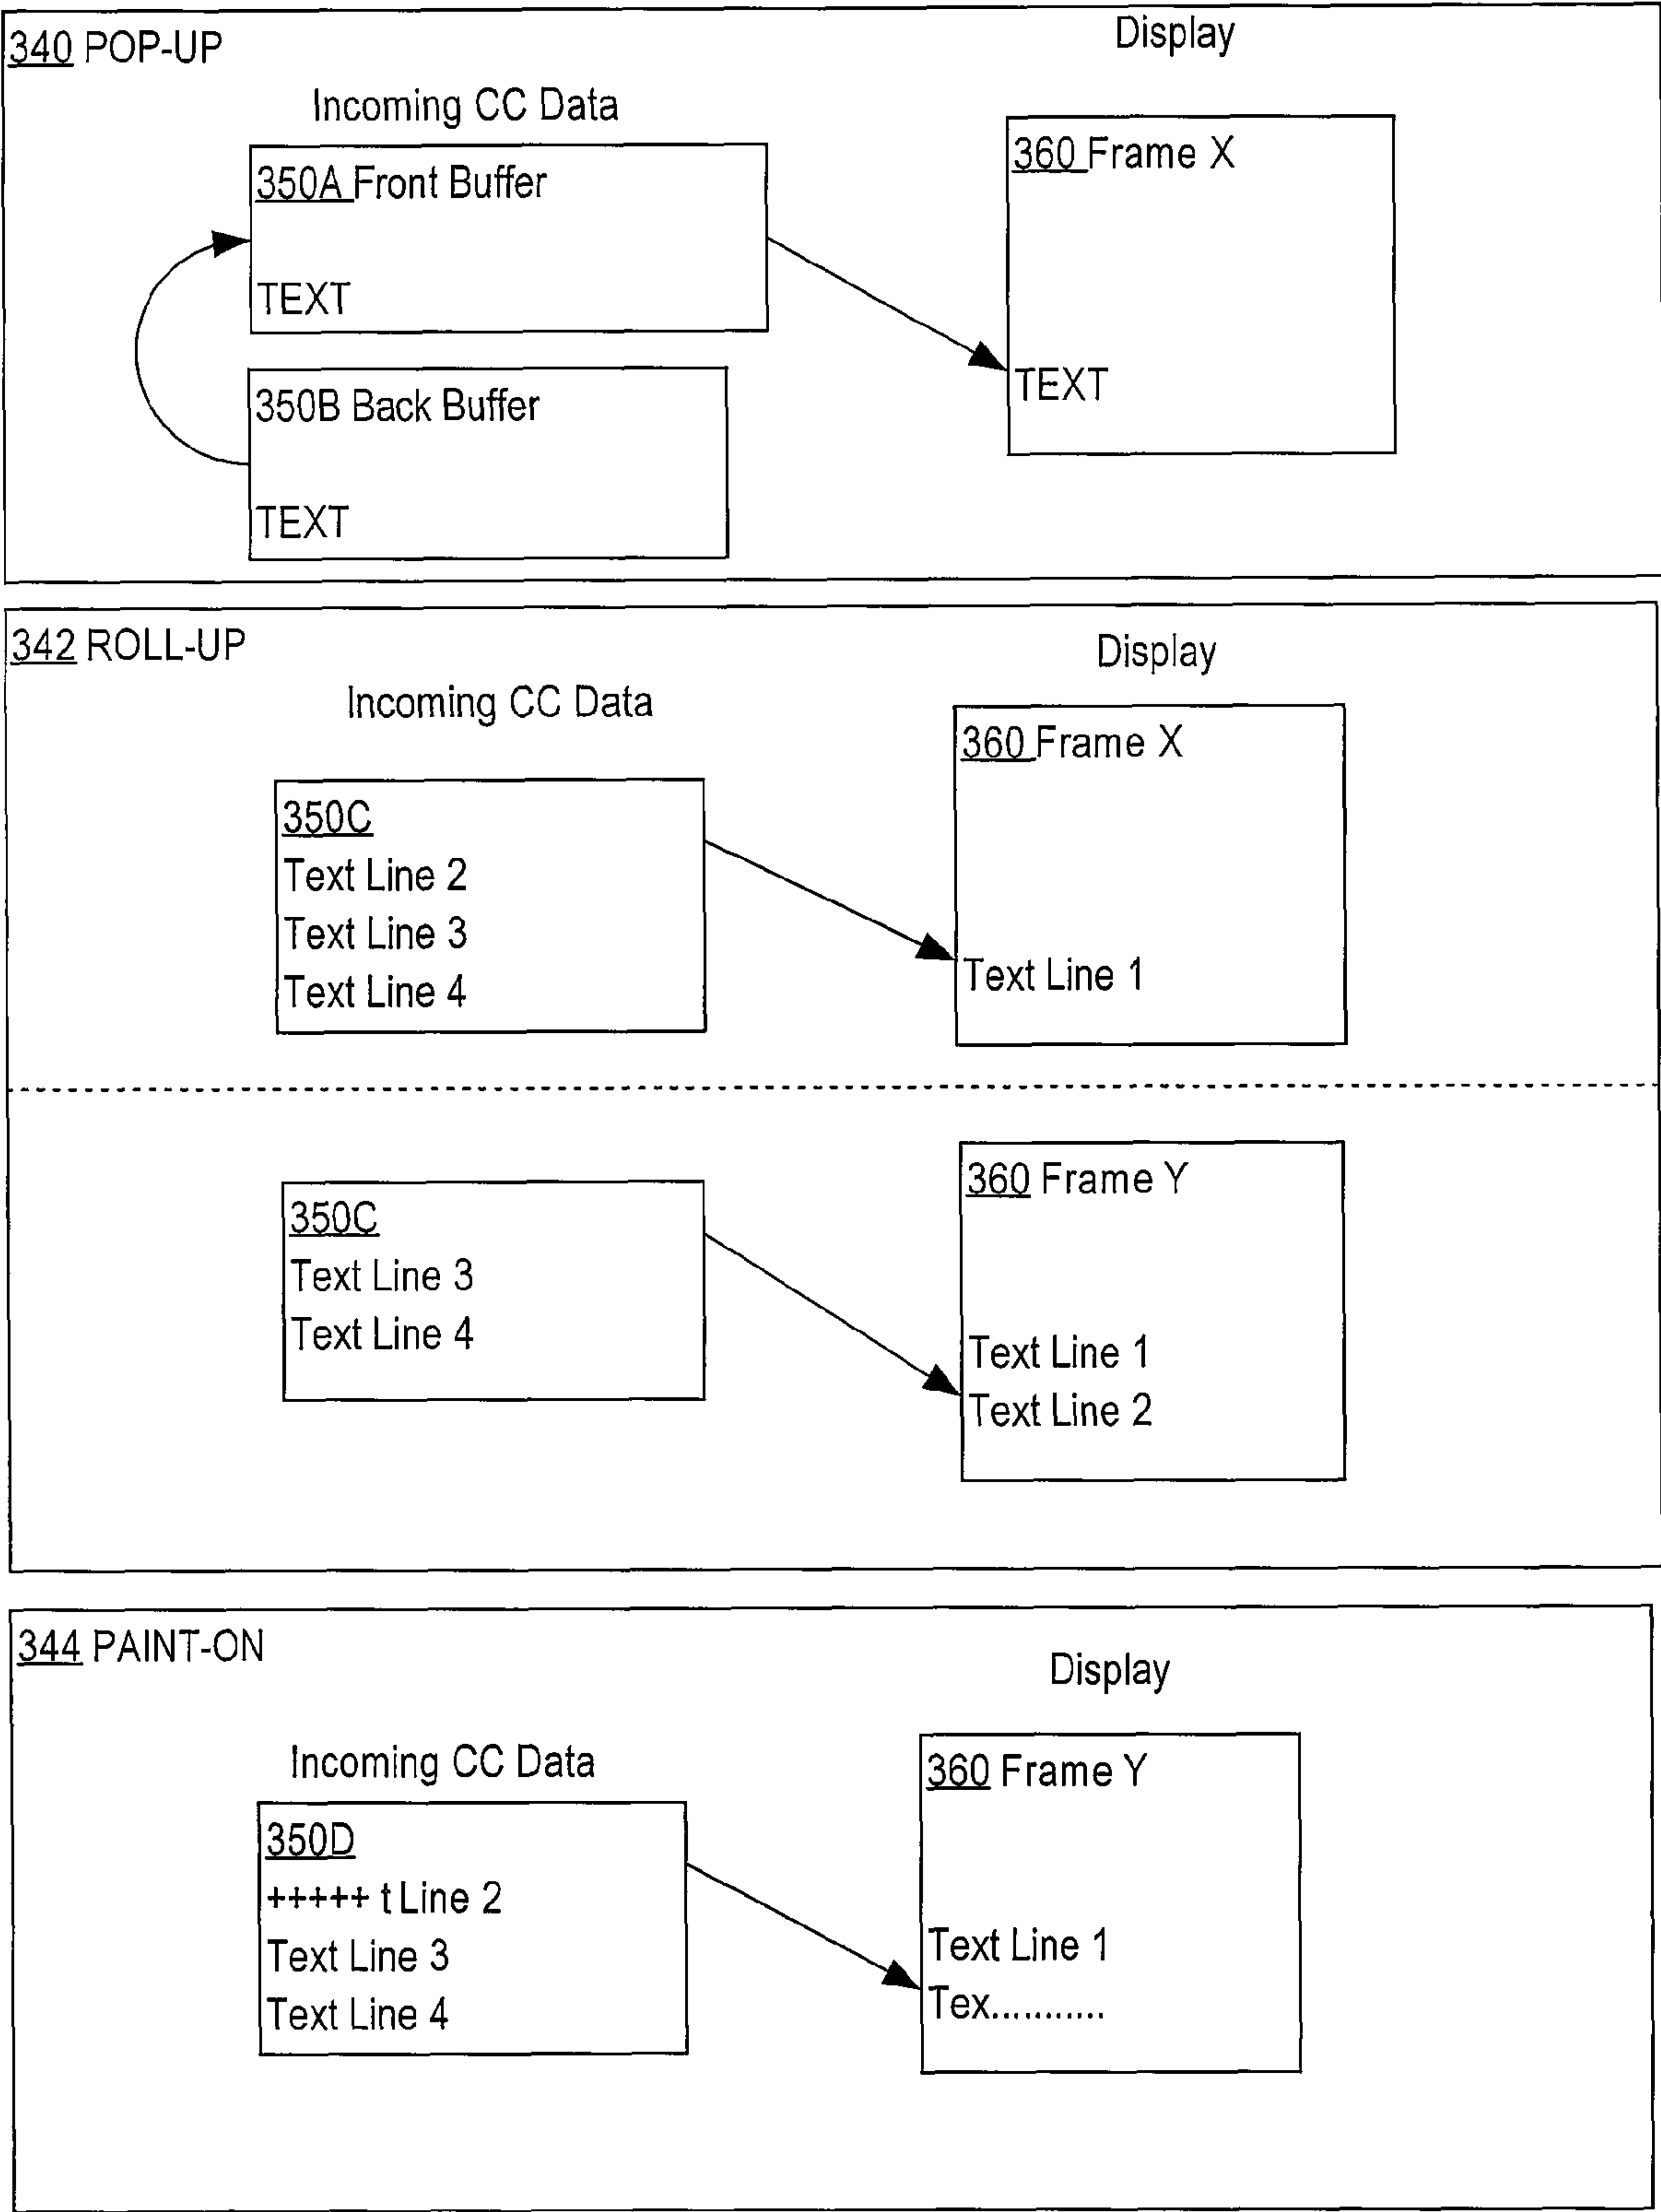 340 POP-UP
Display
Incoming CC Data
350A Front Buffer
TEXT
360 Frame X
TEXT
350B Back Buffer
TEXT
342 ROLL-UP
Display
Incoming CC Data
360 Frame X
350C
Text Line 2
Text Line 3
Text Line 4
Text Line 1
360 Frame Y
350C
Text Line 3
Text Line 4
Text Line 1
Text Line 2
344 PAINT-ON
Display
Incoming CC Data
360 Frame Y
350D
+++++ t Line 2
Text Line 3
Text Line 4
Text Line 1
Tex...........